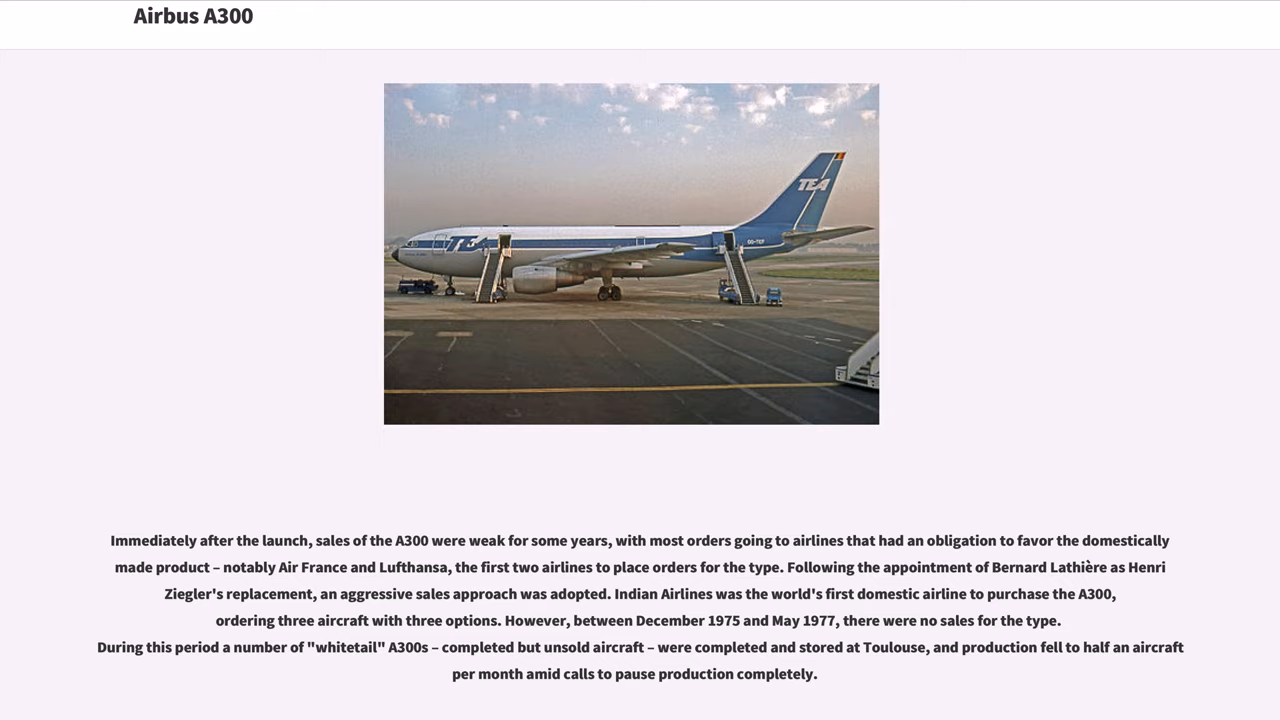 Airbus A300
TEA
TEA
OO-TEF
Immediately after the launch, sales of the A300 were weak for some years, with most orders going to airlines that had an obligation to favor the domestically
made product – notably Air France and Lufthansa, the first two airlines to place orders for the type. Following the appointment of Bernard Lathière as Henri
Ziegler's replacement, an aggressive sales approach was adopted. Indian Airlines was the world's first domestic airline to purchase the A300,
ordering three aircraft with three options. However, between December 1975 and May 1977, there were no sales for the type.
During this period a number of "whitetail" A300s – completed but unsold aircraft – were completed and stored at Toulouse, and production fell to half an aircraft
per month amid calls to pause production completely.